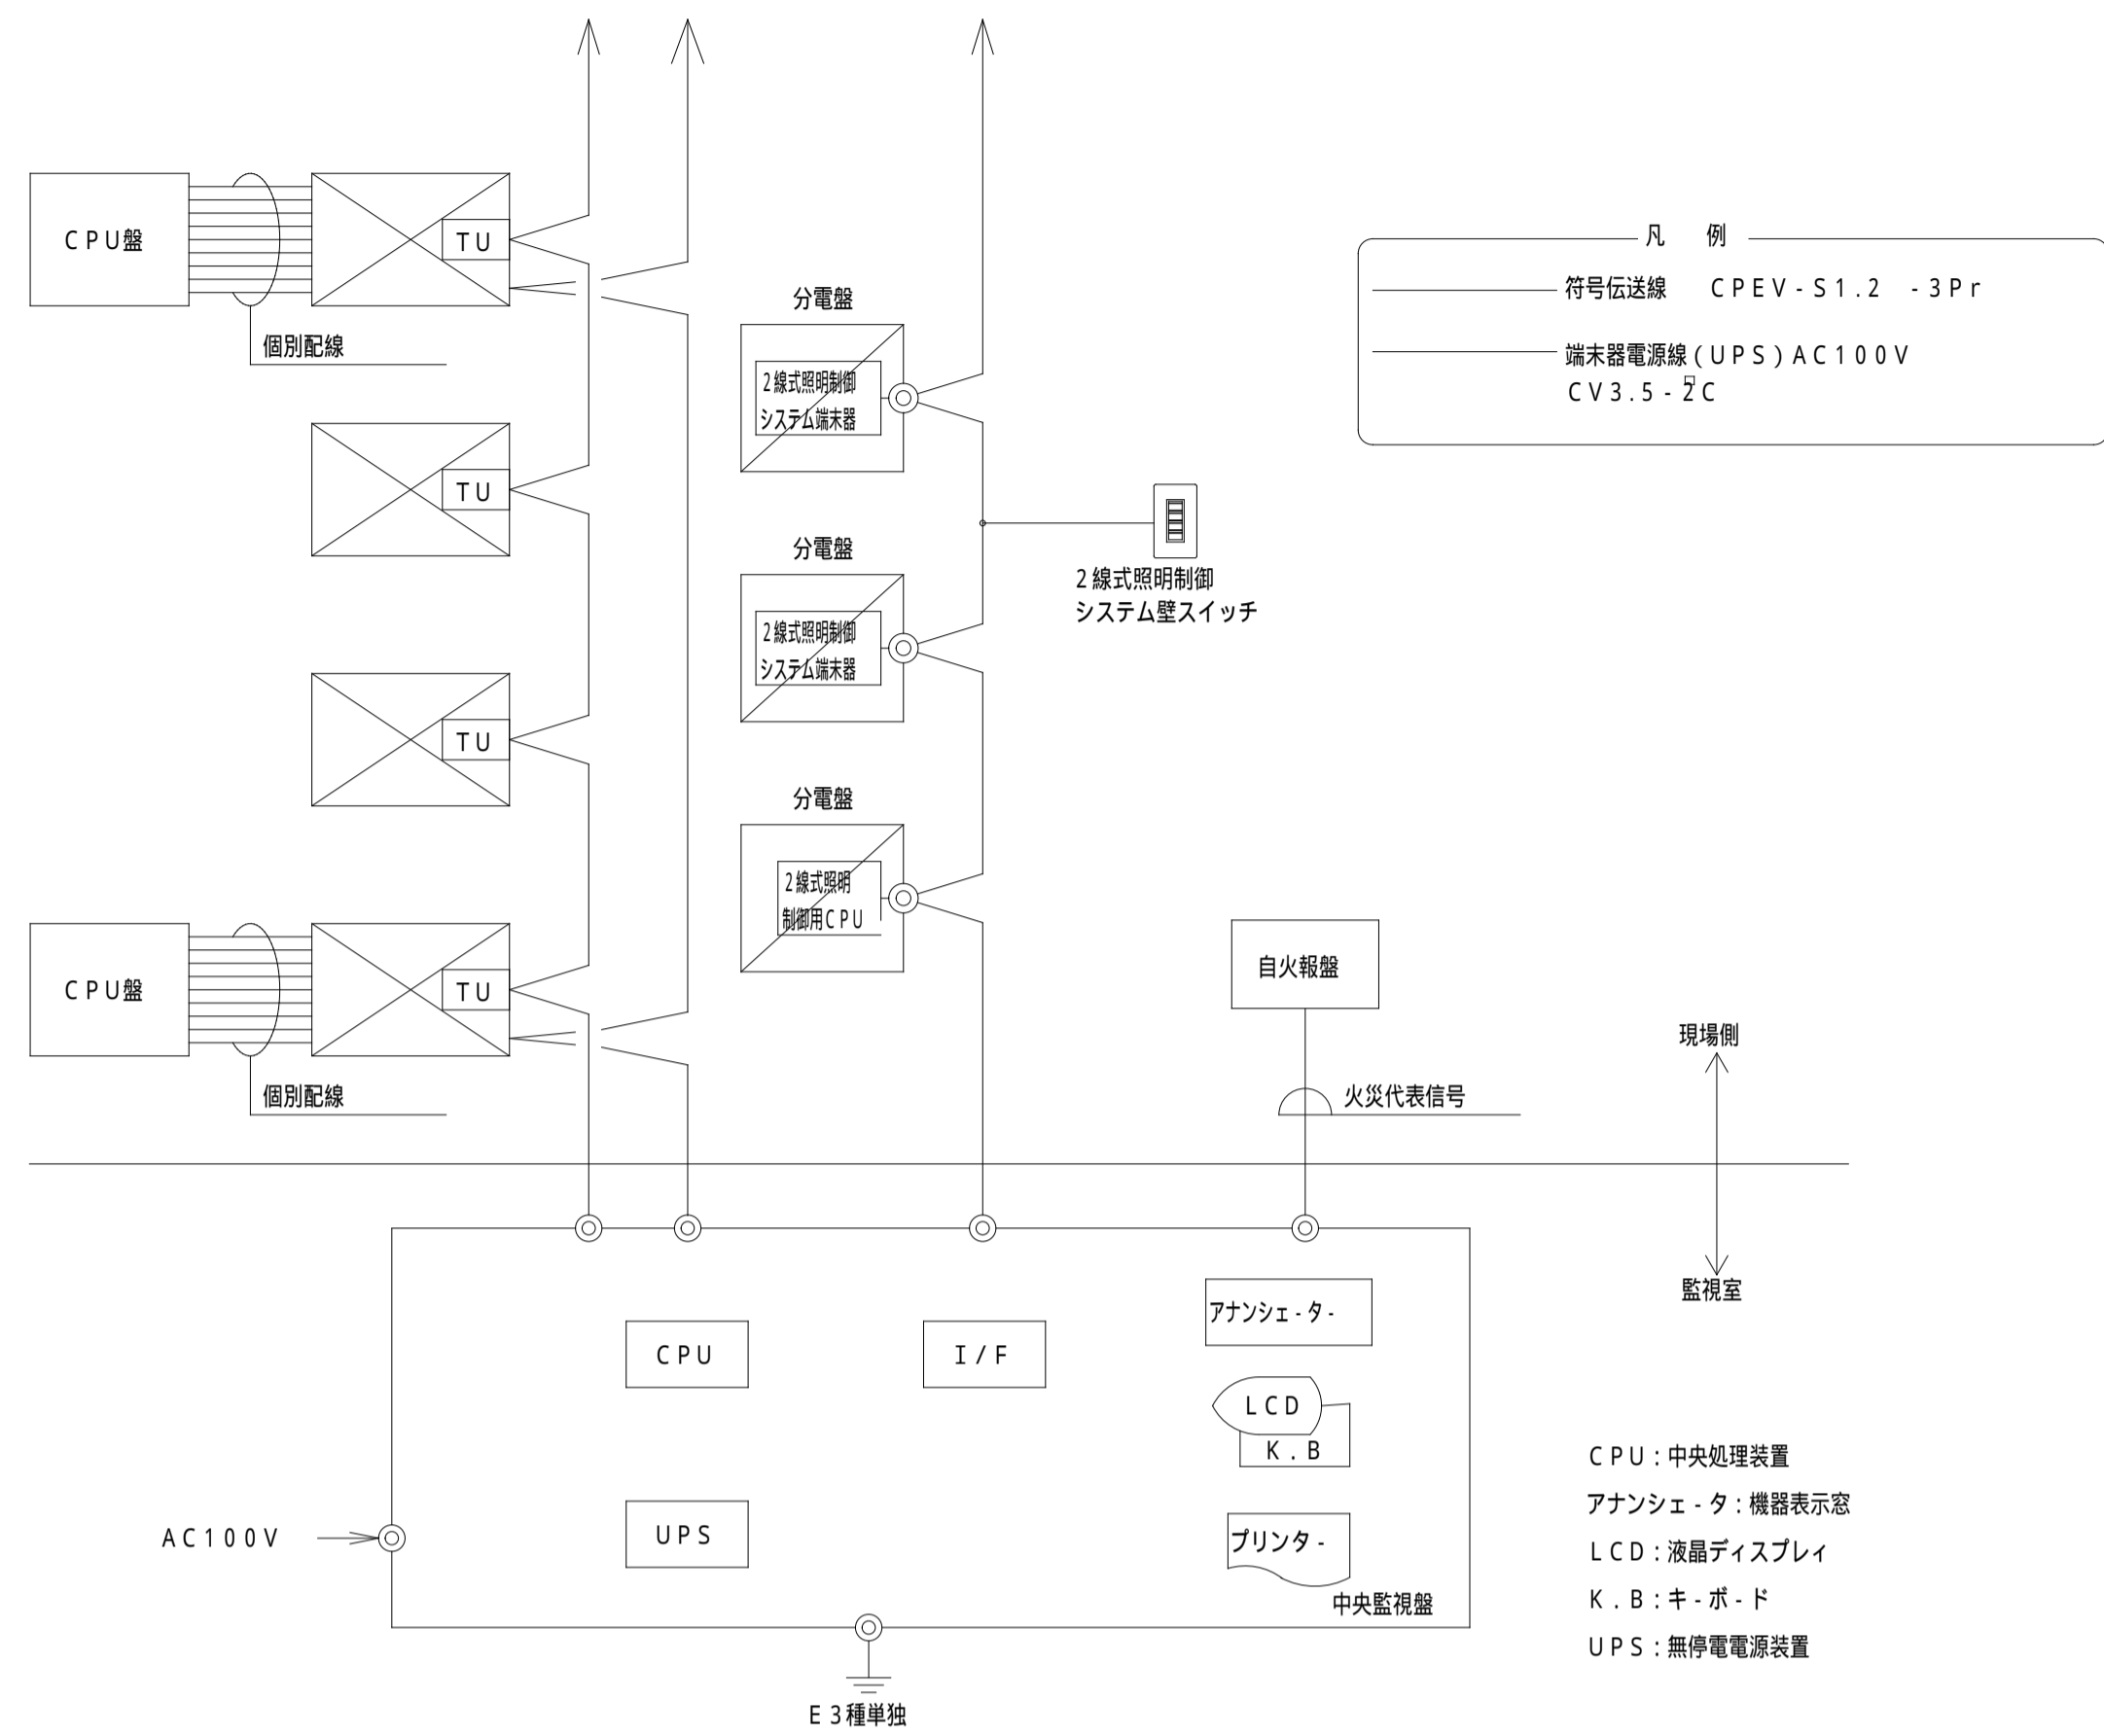 CPU盤
TU
個別配線
TU
TU
CPU盤
TU
個別配線
分電盤
2線式照明制御
システム端末器
分電盤
2線式照明制御
システム端末器
分電盤
2線式照明
制御用CPU
2線式照明制御
システム壁スイッチ
凡　例
符号伝送線　CPEV-S1.2　-3Pr
端末器電源線(UPS)AC100V
CV3.5□-2C
自火報盤
火災代表信号
現場側
監視室
アナンシェ-タ-
CPU
I/F
LCD
K.B
AC100V
UPS
プリンタ-
中央監視盤
E3種単独
CPU:中央処理装置
アナンシェ-タ:機器表示窓
LCD:液晶ディスプレィ
K.B:キ-ボ-ド
UPS:無停電電源装置